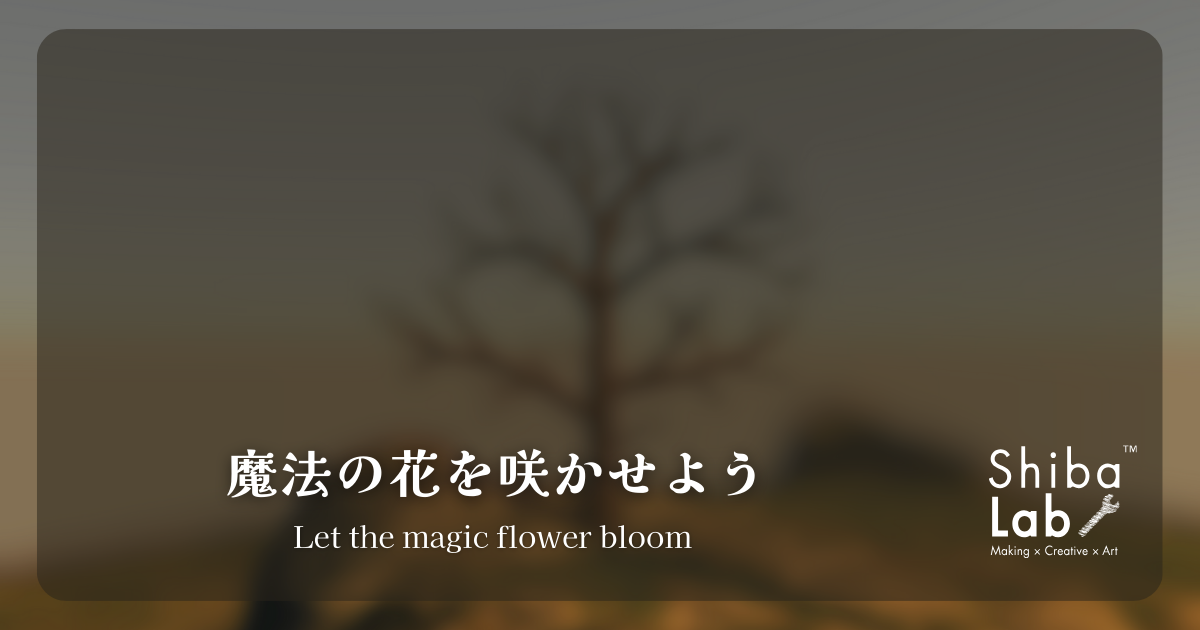 魔法の花を咲かせよう
Let the magic flower bloom
Shiba™
Lab
Making × Creative × Art